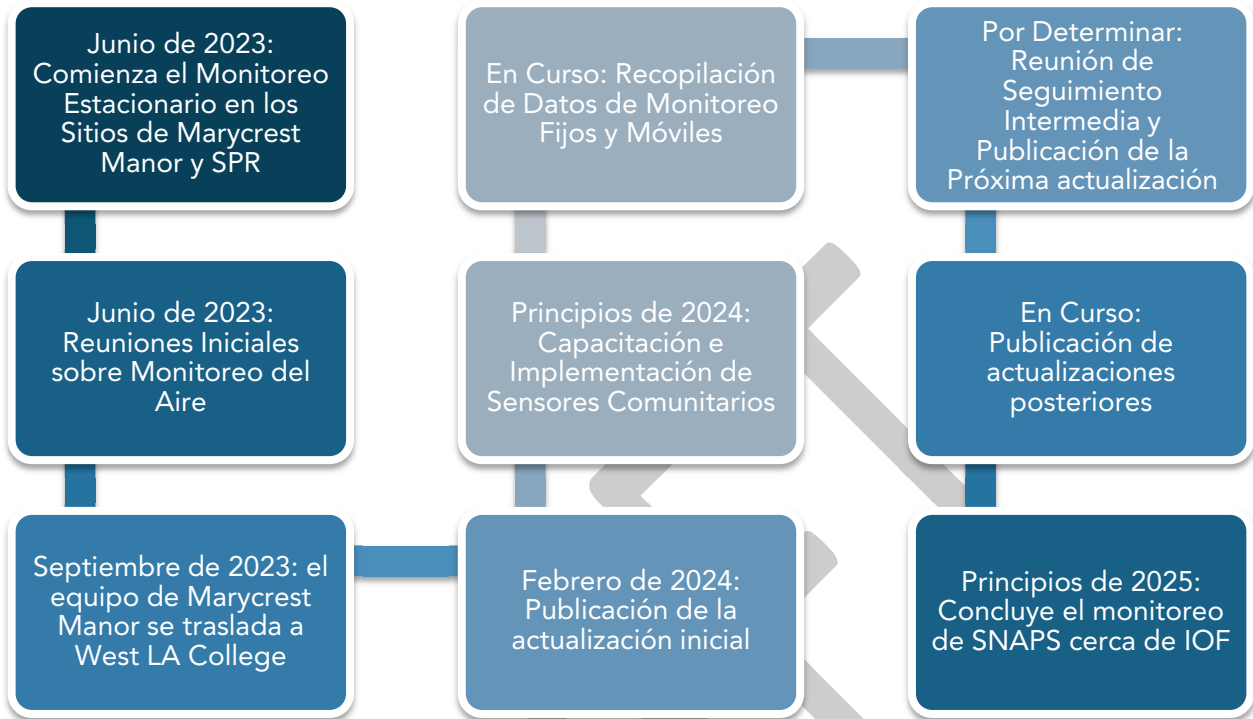 Junio de 2023:
Comienza el Monitoreo
Estacionario en los
Sitios de Marycrest
Manor y SPR
Junio de 2023:
Reuniones Iniciales
sobre Monitoreo del
Aire
Septiembre de 2023: el
equipo de Marycrest
Manor se traslada a
West LA College
Febrero de 2024:
Publicación de la
actualización inicial
Principios de 2024:
Capacitación e
Implementación de
Sensores Comunitarios
En Curso: Recopilación
de Datos de Monitoreo
Fijos y Móviles
Por Determinar:
Reunión de
Seguimiento
Intermedia y
Publicación de la
Próxima actualización
En Curso:
Publicación de
actualizaciones
posteriores
Principios de 2025:
Concluye el monitoreo
de SNAPS cerca de IOF